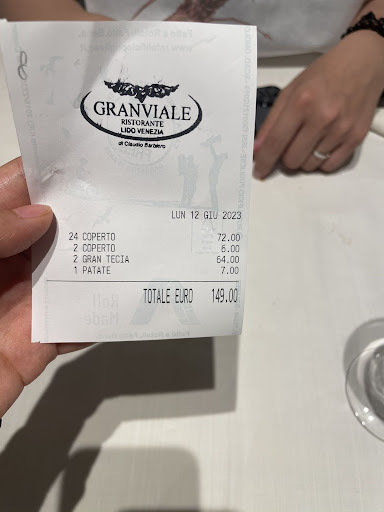 GRANVIALE
RISTORANTE
LIDO VENEZIA
di Claudio Barbiero
LUN 12 GIU 2023
24 COPERTO 72.00
2 COPERTO 6.00
2 GRAN TECIA 64.00
1 PATATE 7.00
TOTALE EURO 149.00